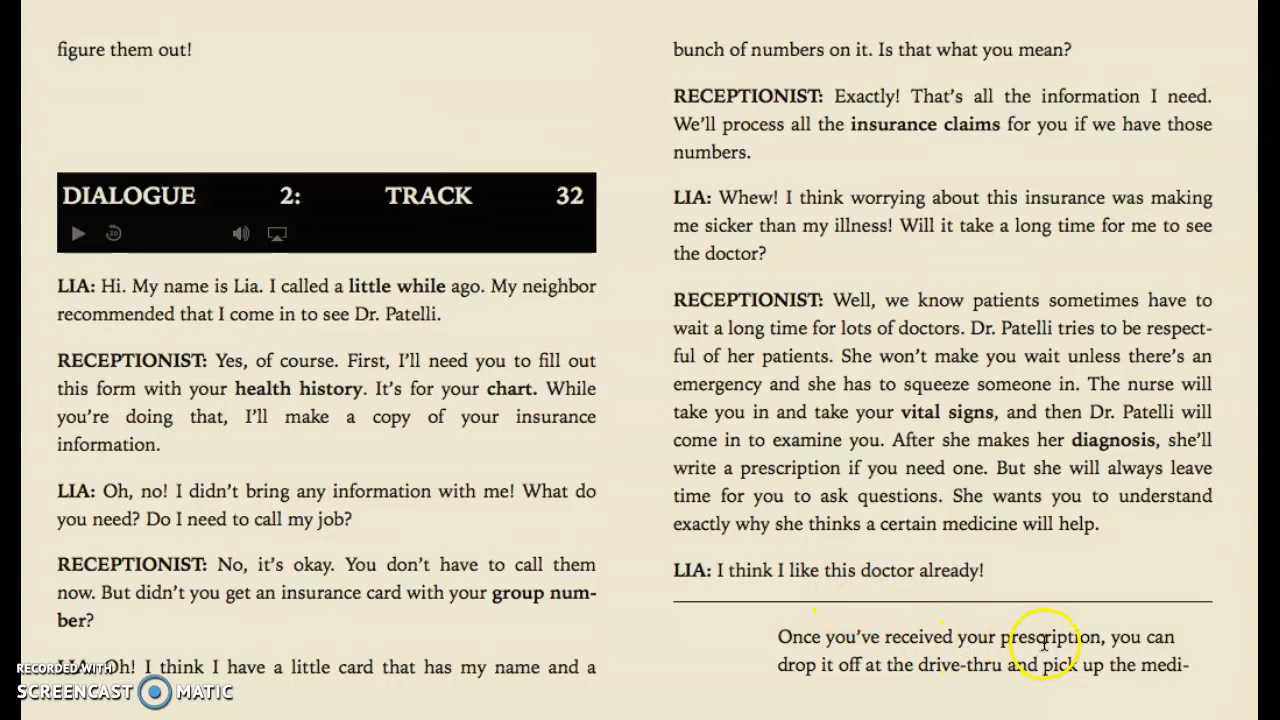 figure them out!
DIALOGUE 2: TRACK 32
LIA: Hi. My name is Lia. I called a little while ago. My neighbor
recommended that I come in to see Dr. Patelli.
RECEPTIONIST: Yes, of course. First, I’ll need you to fill out
this form with your health history. It’s for your chart. While
you’re doing that, I’ll make a copy of your insurance
information.
LIA: Oh, no! I didn’t bring any information with me! What do
you need? Do I need to call my job?
RECEPTIONIST: No, it’s okay. You don’t have to call them
now. But didn’t you get an insurance card with your group num-
ber?
LIA: Oh! I think I have a little card that has my name and a
bunch of numbers on it. Is that what you mean?
RECEPTIONIST: Exactly! That’s all the information I need.
We’ll process all the insurance claims for you if we have those
numbers.
LIA: Whew! I think worrying about this insurance was making
me sicker than my illness! Will it take a long time for me to see
the doctor?
RECEPTIONIST: Well, we know patients sometimes have to
wait a long time for lots of doctors. Dr. Patelli tries to be respect-
ful of her patients. She won’t make you wait unless there’s an
emergency and she has to squeeze someone in. The nurse will
take you in and take your vital signs, and then Dr. Patelli will
come in to examine you. After she makes her diagnosis, she’ll
write a prescription if you need one. But she will always leave
time for you to ask questions. She wants you to understand
exactly why she thinks a certain medicine will help.
LIA: I think I like this doctor already!
Once you’ve received your prescription, you can
drop it off at the drive-thru and pick up the medi-
RECORDED WITH
SCREENCAST MATIC